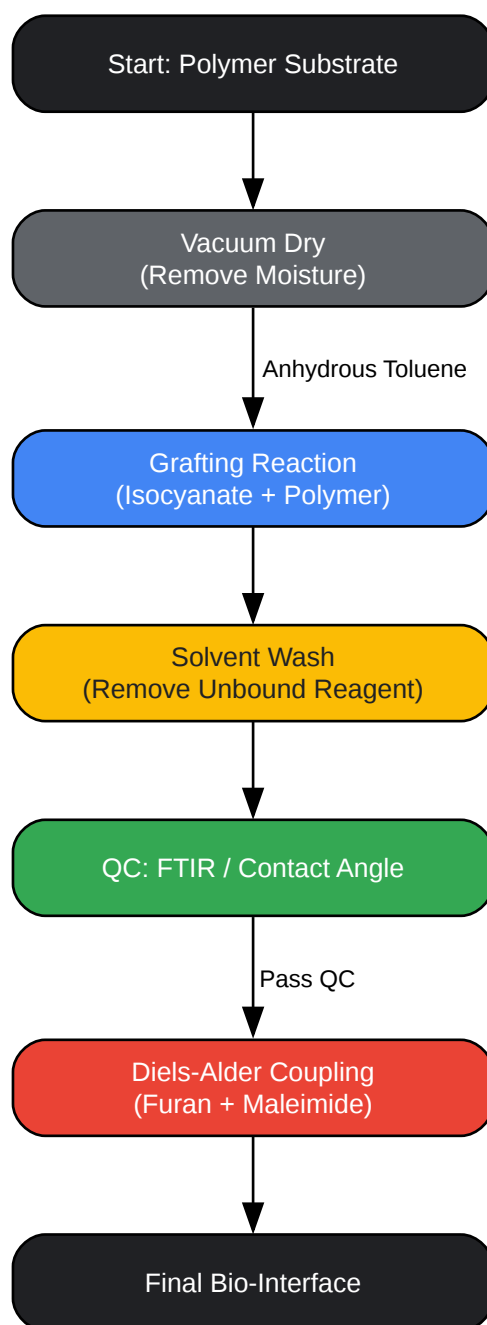 Start: Polymer Substrate
Vacuum Dry
(Remove Moisture)
Anhydrous Toluene
Grafting Reaction
(Isocyanate + Polymer)
Solvent Wash
(Remove Unbound Reagent)
QC: FTIR / Contact Angle
Pass QC
Diels-Alder Coupling
(Furan + Maleimide)
Final Bio-Interface